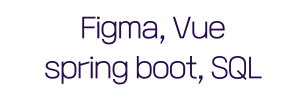 Figma, Vue
spring boot, SQL